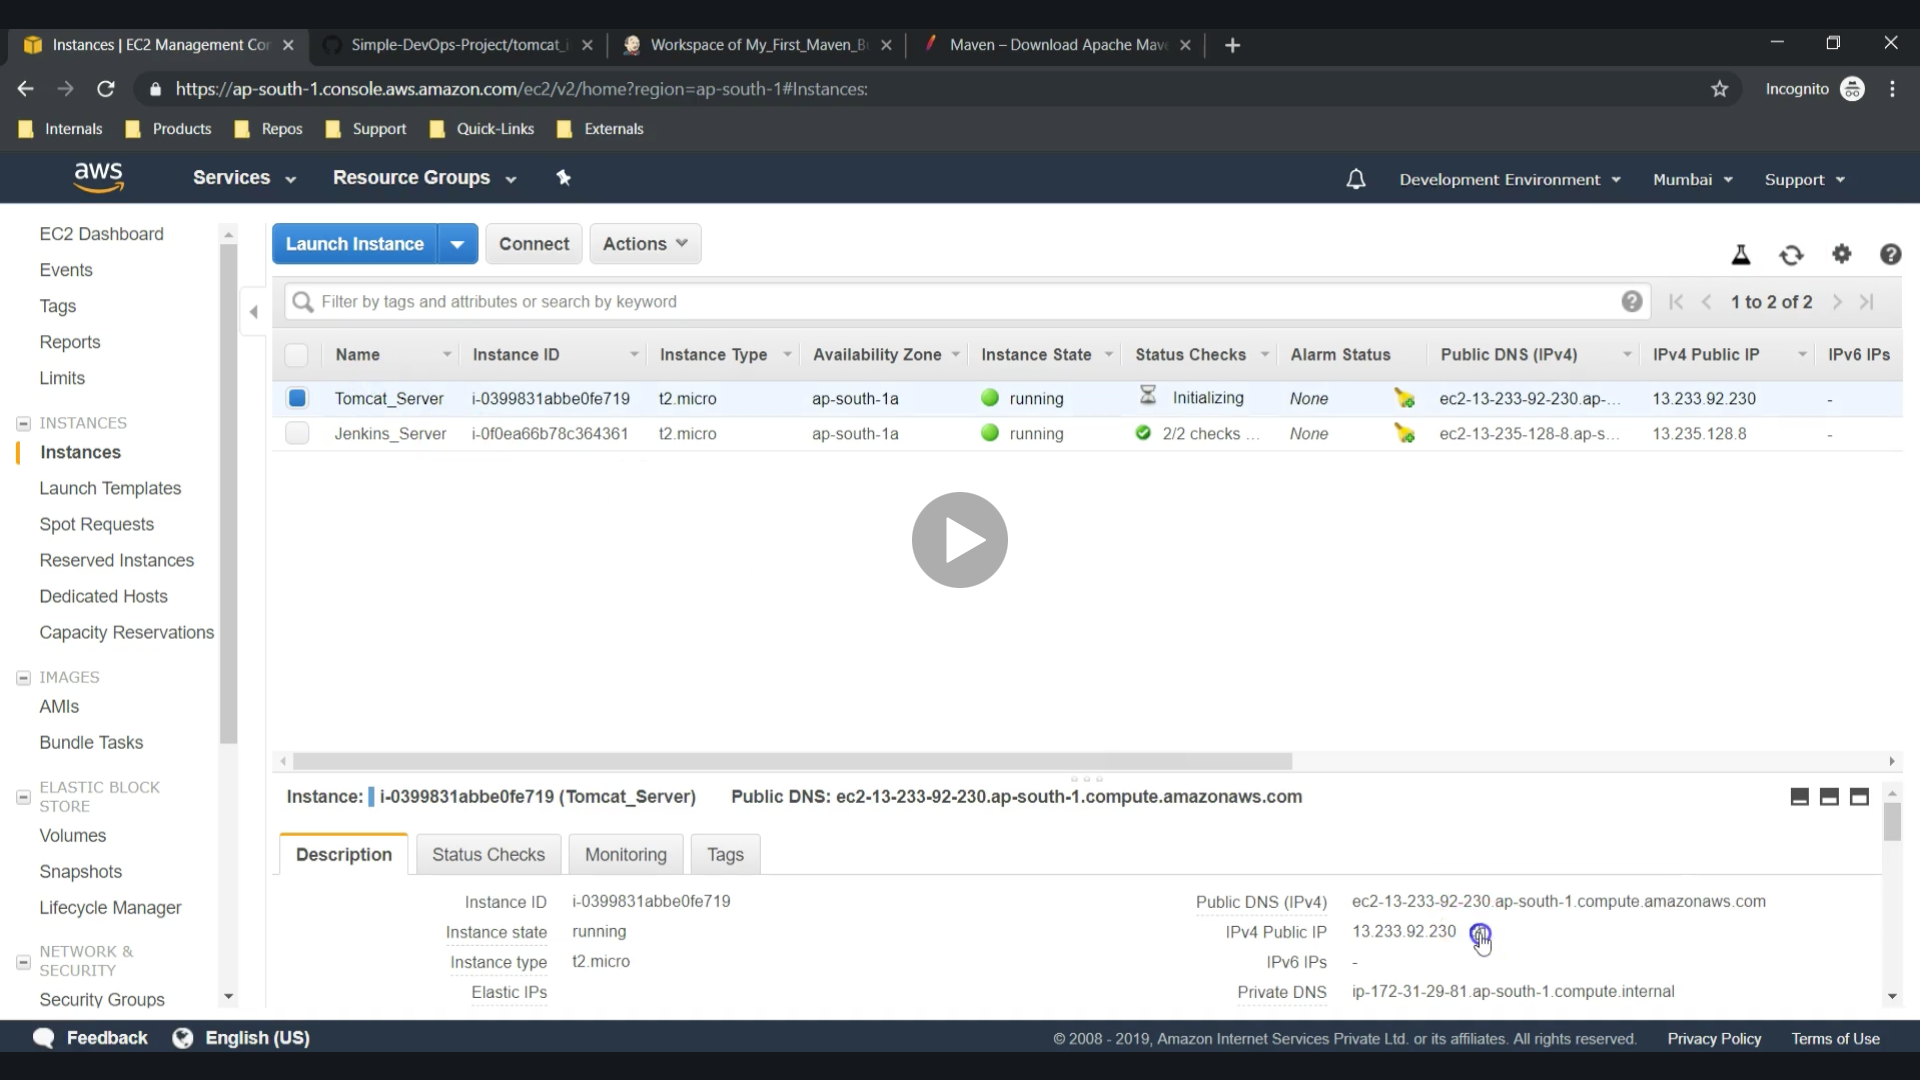 Instances | EC2 Management Con
Simple-DevOps-Project/tomcat_i
Workspace of My_First_Maven_Bu
Maven – Download Apache Mave
https://ap-south-1.console.aws.amazon.com/ec2/v2/home?region=ap-south-1#Instances:
Incognito
Internals Products Repos Support Quick-Links Externals
aws Services Resource Groups Development Environment Mumbai Support
EC2 Dashboard
Events
Tags
Reports
Limits
INSTANCES
Instances
Launch Templates
Spot Requests
Reserved Instances
Dedicated Hosts
Capacity Reservations
IMAGES
AMIs
Bundle Tasks
ELASTIC BLOCK
STORE
Volumes
Snapshots
Lifecycle Manager
NETWORK &
SECURITY
Security Groups
Launch Instance Connect Actions
Filter by tags and attributes or search by keyword 1 to 2 of 2
Name Instance ID Instance Type Availability Zone Instance State Status Checks Alarm Status Public DNS (IPv4) IPv4 Public IP IPv6 IPs
Tomcat_Server i-0399831abbe0fe719 t2.micro ap-south-1a running Initializing None ec2-13-233-92-230.ap-... 13.233.92.230 -
Jenkins_Server i-0f0ea66b78c364361 t2.micro ap-south-1a running 2/2 checks ... None ec2-13-235-128-8.ap-s... 13.235.128.8 -
Instance: i-0399831abbe0fe719 (Tomcat_Server) Public DNS: ec2-13-233-92-230.ap-south-1.compute.amazonaws.com
Description Status Checks Monitoring Tags
Instance ID i-0399831abbe0fe719 Public DNS (IPv4) ec2-13-233-92-230.ap-south-1.compute.amazonaws.com
Instance state running IPv4 Public IP 13.233.92.230
Instance type t2.micro IPv6 IPs -
Elastic IPs Private DNS ip-172-31-29-81.ap-south-1.compute.internal
Feedback English (US) © 2008 - 2019, Amazon Internet Services Private Ltd. or its affiliates. All rights reserved. Privacy Policy Terms of Use